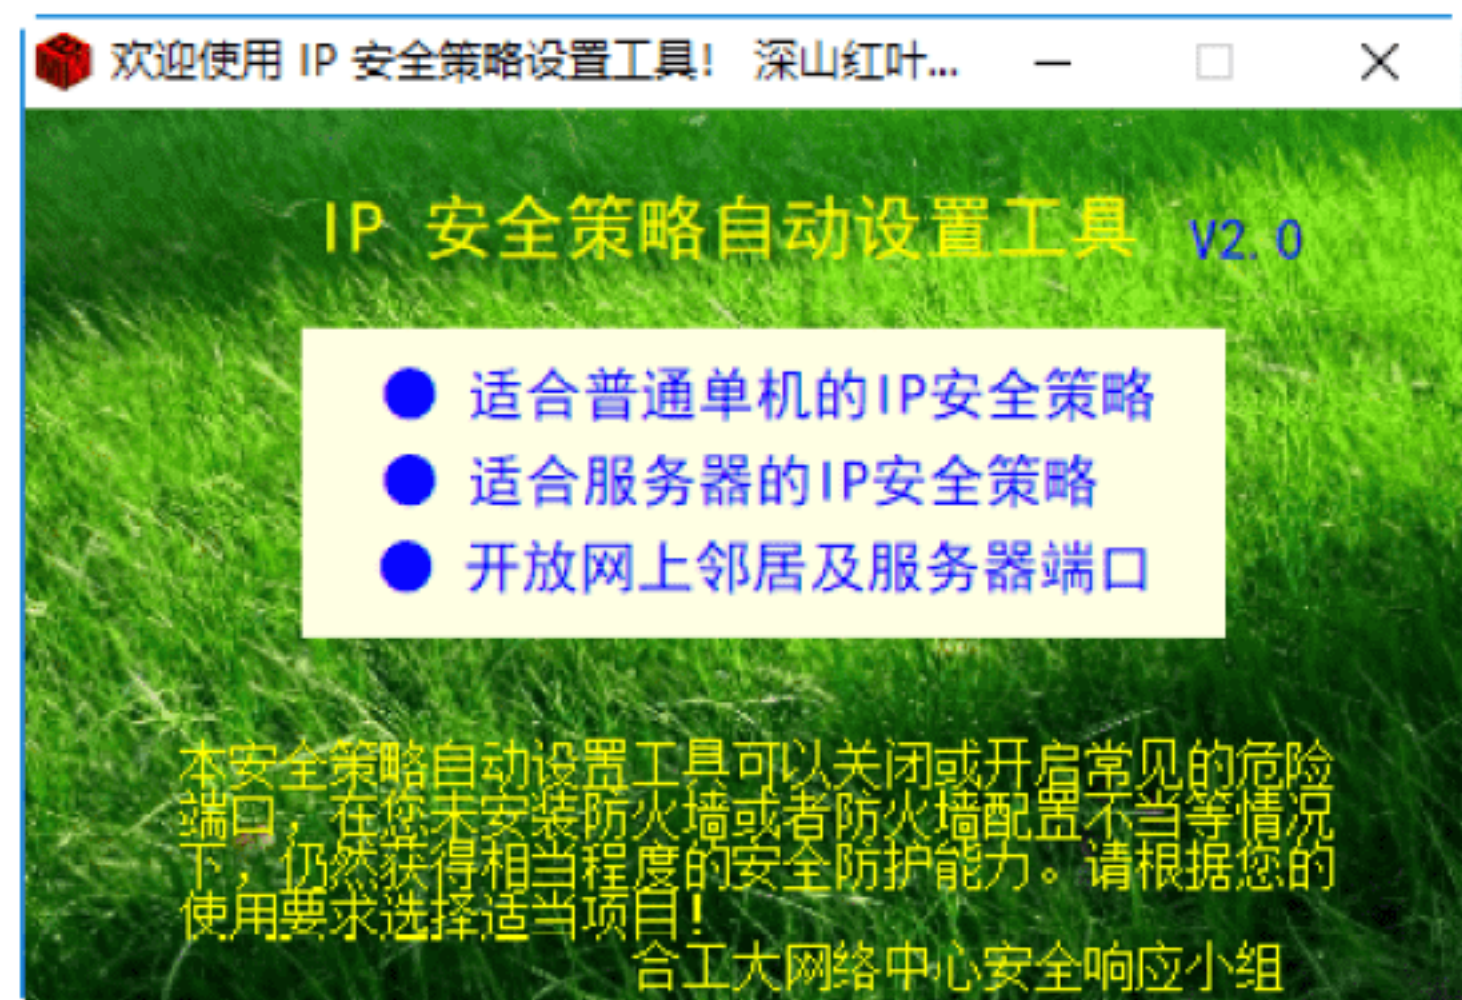 欢迎使用 IP 安全策略设置工具！ 深山红叶...
IP 安全策略自动设置工具 V2.0
● 适合普通单机的IP安全策略
● 适合服务器的IP安全策略
● 开放网上邻居及服务器端口
本安全策略自动设置工具可以关闭或开启常见的危险
端口，在您未安装防火墙或者防火墙配置不当等情况
下，仍然获得相当程度的安全防护能力。请根据您的
使用要求选择适当项目！
合工大网络中心安全响应小组